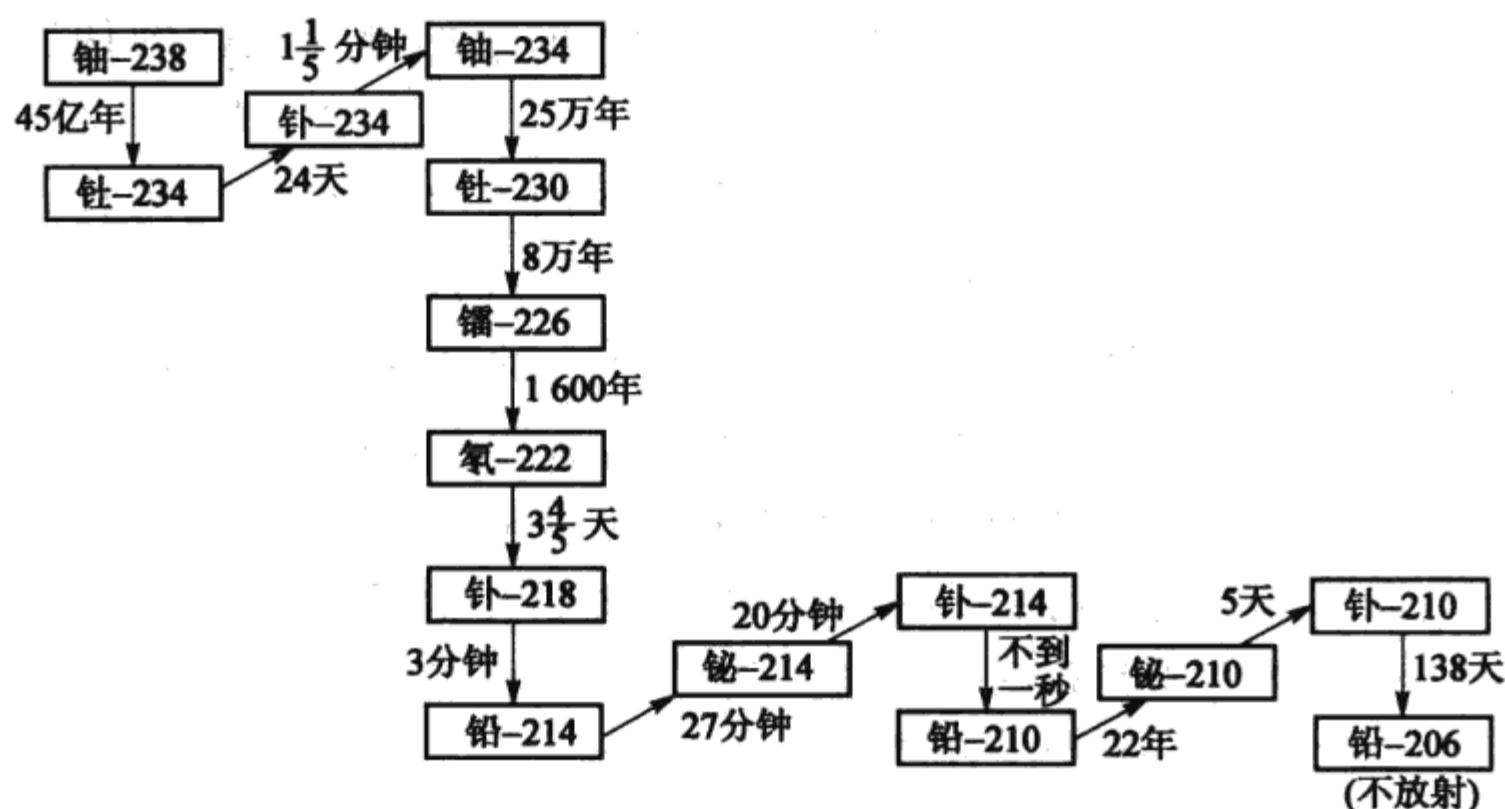 铀–238
45亿年
钍–234
24天
钋–234
1 1/5 分钟
铀–234
25万年
钍–230
8万年
镭–226
1 600年
氡–222
3 4/5 天
钋–218
3分钟
铅–214
27分钟
铋–214
20分钟
钋–214
不到
一秒
铅–210
22年
铋–210
5天
钋–210
138天
铅–206
(不放射)